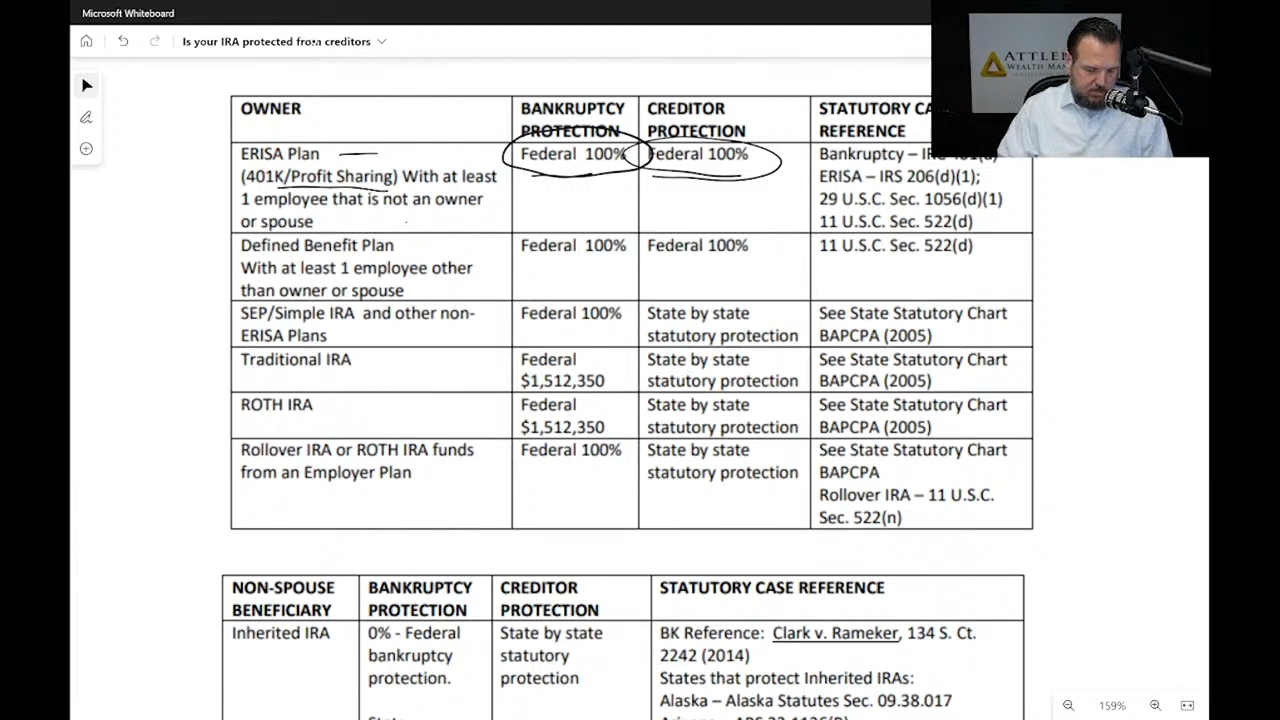 Microsoft Whiteboard
Is your IRA protected from creditors
ATTLE
WEALTH MAN
OWNER
BANKRUPTCY
PROTECTION
CREDITOR
PROTECTION
STATUTORY CA
REFERENCE
ERISA Plan
(401K/Profit Sharing) With at least
1 employee that is not an owner
or spouse
Federal 100%
Federal 100%
Bankruptcy –
ERISA – IRS 206(d)(1);
29 U.S.C. Sec. 1056(d)(1)
11 U.S.C. Sec. 522(d)
Defined Benefit Plan
With at least 1 employee other
than owner or spouse
Federal 100%
Federal 100%
11 U.S.C. Sec. 522(d)
SEP/Simple IRA and other non-
ERISA Plans
Federal 100%
State by state
statutory protection
See State Statutory Chart
BAPCPA (2005)
Traditional IRA
Federal
$1,512,350
State by state
statutory protection
See State Statutory Chart
BAPCPA (2005)
ROTH IRA
Federal
$1,512,350
State by state
statutory protection
See State Statutory Chart
BAPCPA (2005)
Rollover IRA or ROTH IRA funds
from an Employer Plan
Federal 100%
State by state
statutory protection
See State Statutory Chart
BAPCPA
Rollover IRA – 11 U.S.C.
Sec. 522(n)
NON-SPOUSE
BENEFICIARY
BANKRUPTCY
PROTECTION
CREDITOR
PROTECTION
STATUTORY CASE REFERENCE
Inherited IRA
0% - Federal
bankruptcy
protection.
State by state
statutory
protection
BK Reference: Clark v. Rameker, 134 S. Ct.
2242 (2014)
States that protect Inherited IRAs:
Alaska – Alaska Statutes Sec. 09.38.017
159%